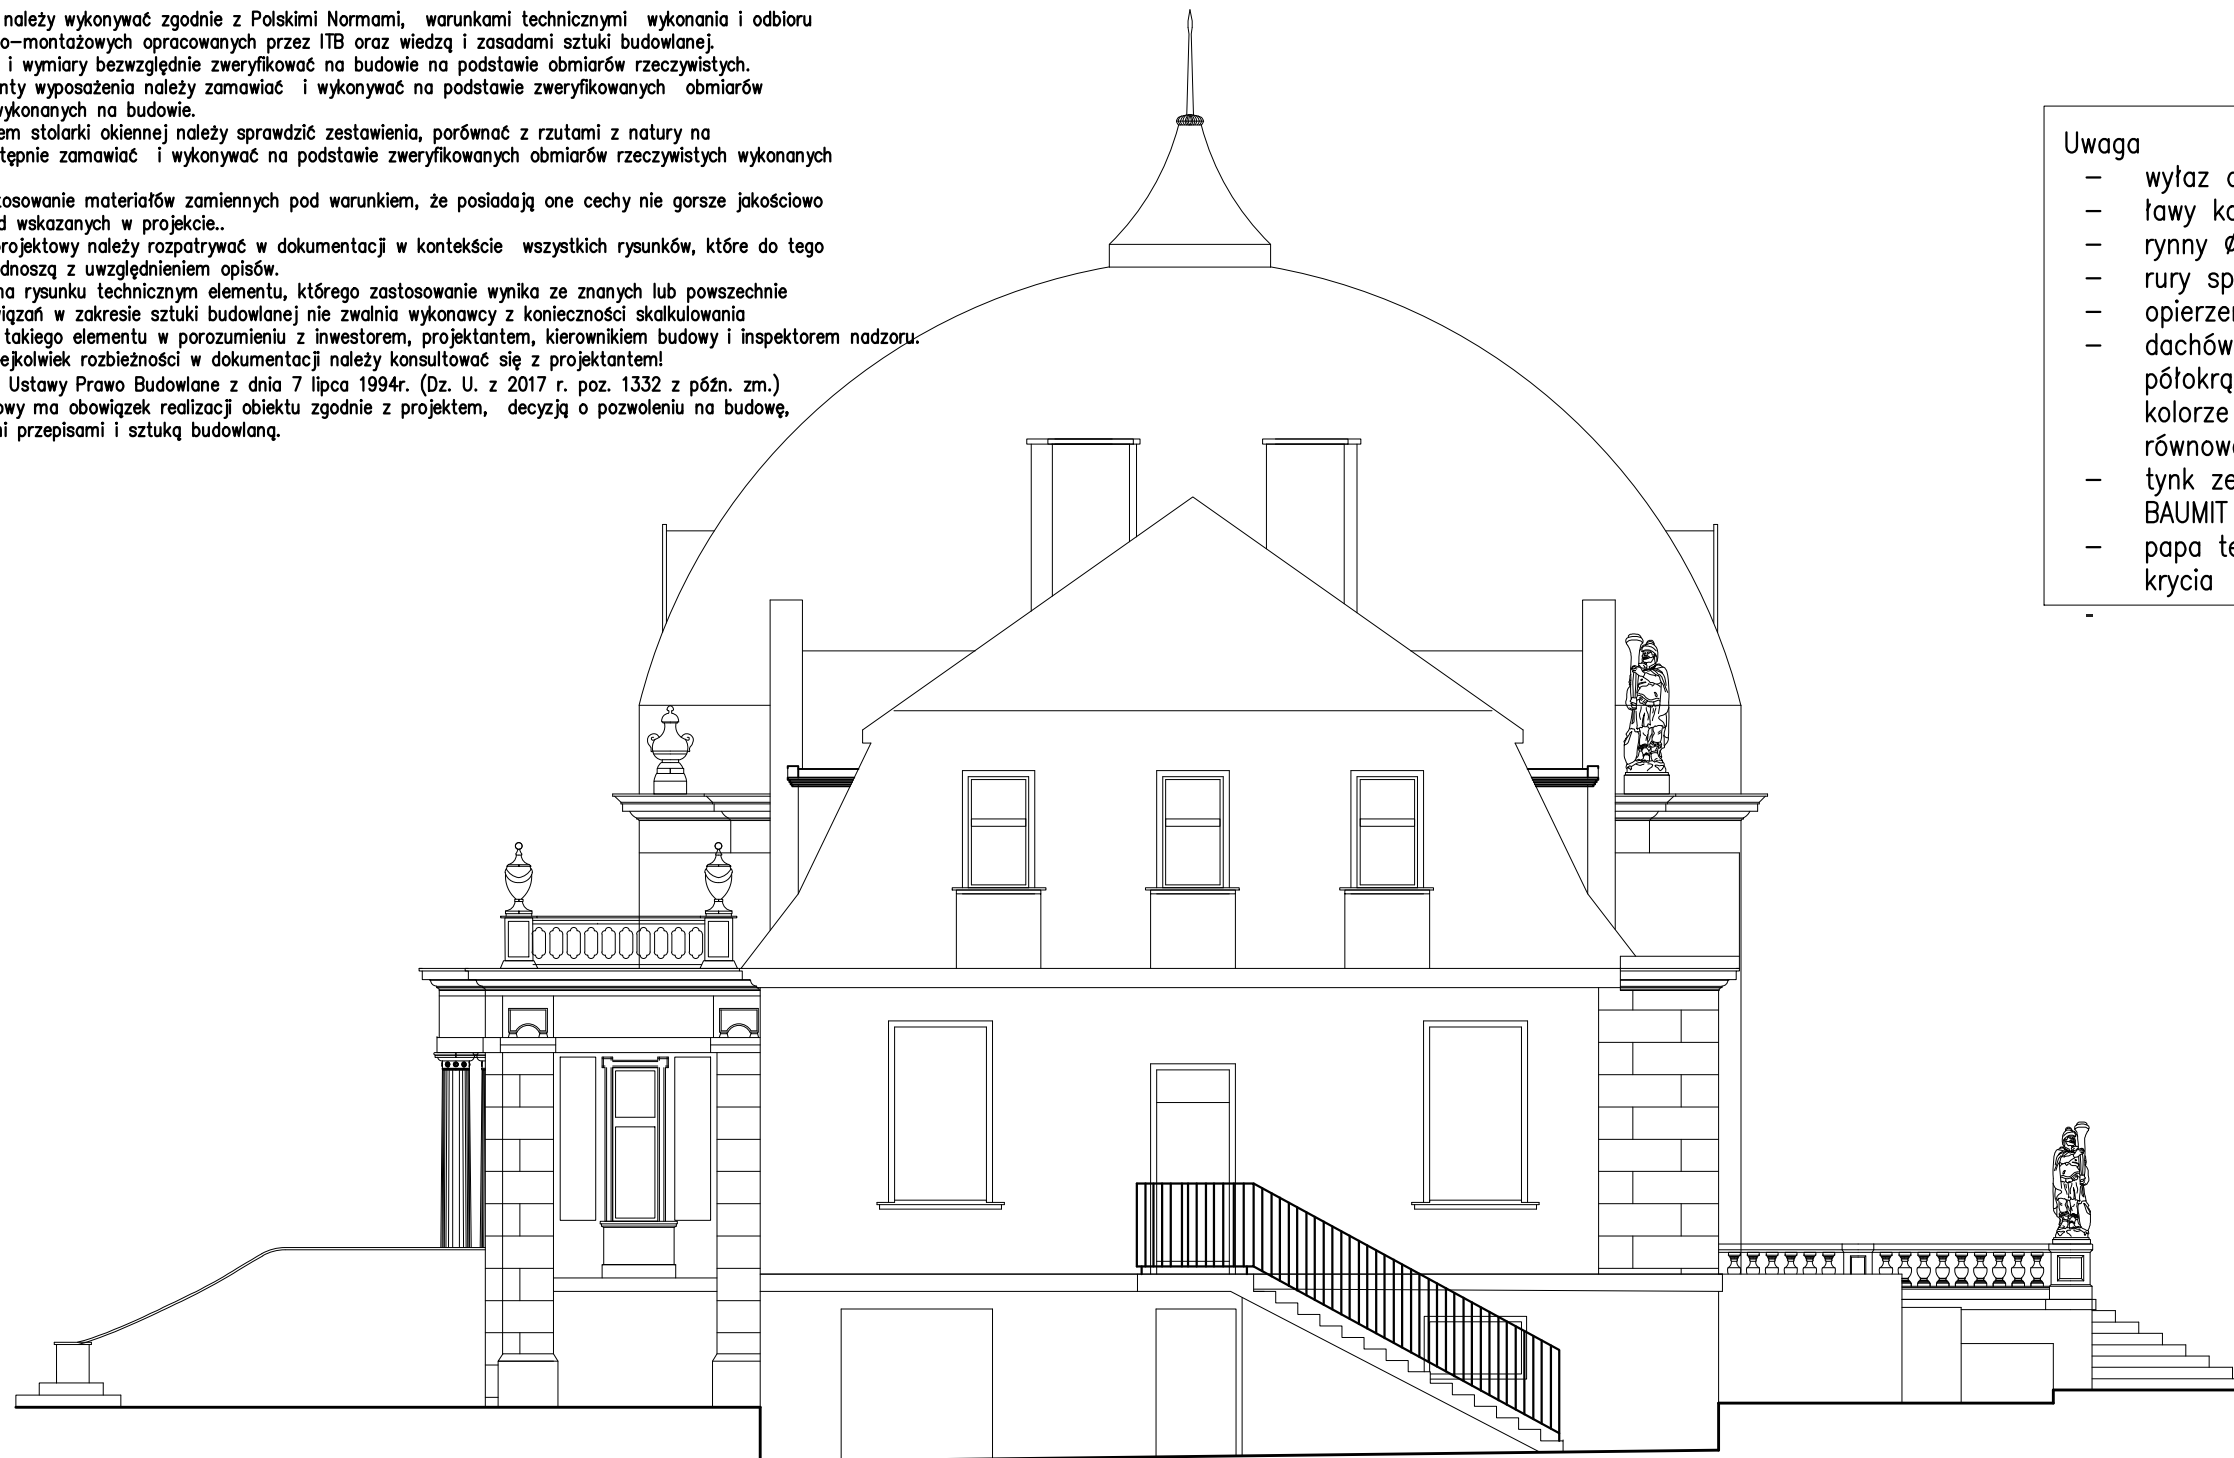 należy wykonywać zgodnie z Polskimi Normami, warunkami technicznymi wykonania i odbioru
o-montażowych opracowanych przez ITB oraz wiedzą i zasadami sztuki budowlanej.
i wymiary bezwzględnie zweryfikować na budowie na podstawie obmiarów rzeczywistych.
nty wyposażenia należy zamawiać i wykonywać na podstawie zweryfikowanych obmiarów
wykonanych na budowie.
em stolarki okiennej należy sprawdzić zestawienia, porównać z rzutami z natury na
tępnie zamawiać i wykonywać na podstawie zweryfikowanych obmiarów rzeczywistych wykonanych
tosowanie materiałów zamiennych pod warunkiem, że posiadają one cechy nie gorsze jakościowo
d wskazanych w projekcie..
projektowy należy rozpatrywać w dokumentacji w kontekście wszystkich rysunków, które do tego
dnoszą z uwzględnieniem opisów.
na rysunku technicznym elementu, którego zastosowanie wynika ze znanych lub powszechnie
wiązań w zakresie sztuki budowlanej nie zwalnia wykonawcy z konieczności skalkulowania
takiego elementu w porozumieniu z inwestorem, projektantem, kierownikiem budowy i inspektorem nadzoru.
ejkolwiek rozbieżności w dokumentacji należy konsultować się z projektantem!
Ustawy Prawo Budowlane z dnia 7 lipca 1994r. (Dz. U. z 2017 r. poz. 1332 z późn. zm.)
owy ma obowiązek realizacji obiektu zgodnie z projektem, decyzją o pozwoleniu na budowę,
mi przepisami i sztuką budowlaną.
Uwaga
– wyłaz
– ławy
– rynny Ø
– rury sp
– opierze
– dachów
półokrą
kolorze
równow
– tynk ze
BAUMIT
– papa te
krycia
-